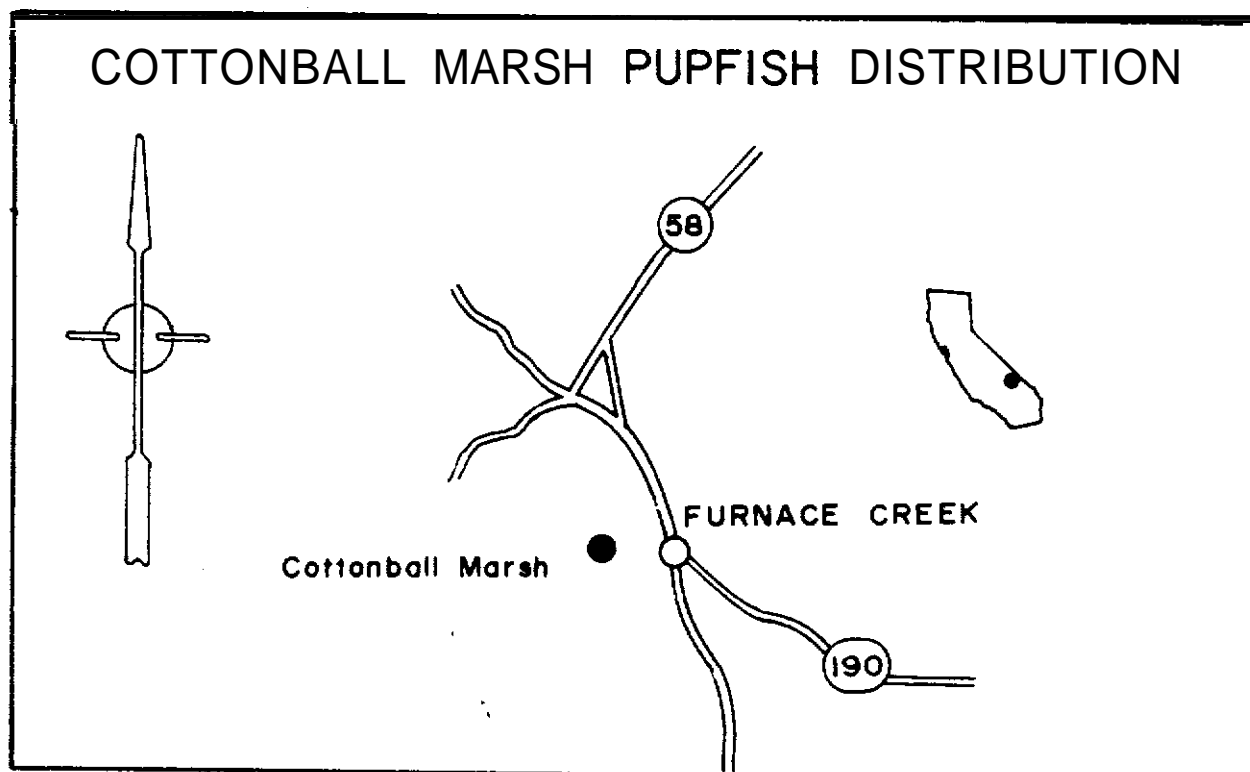 COTTONBALL MARSH PUPFISH DISTRIBUTION
58
FURNACE CREEK
Cottonball Marsh
190